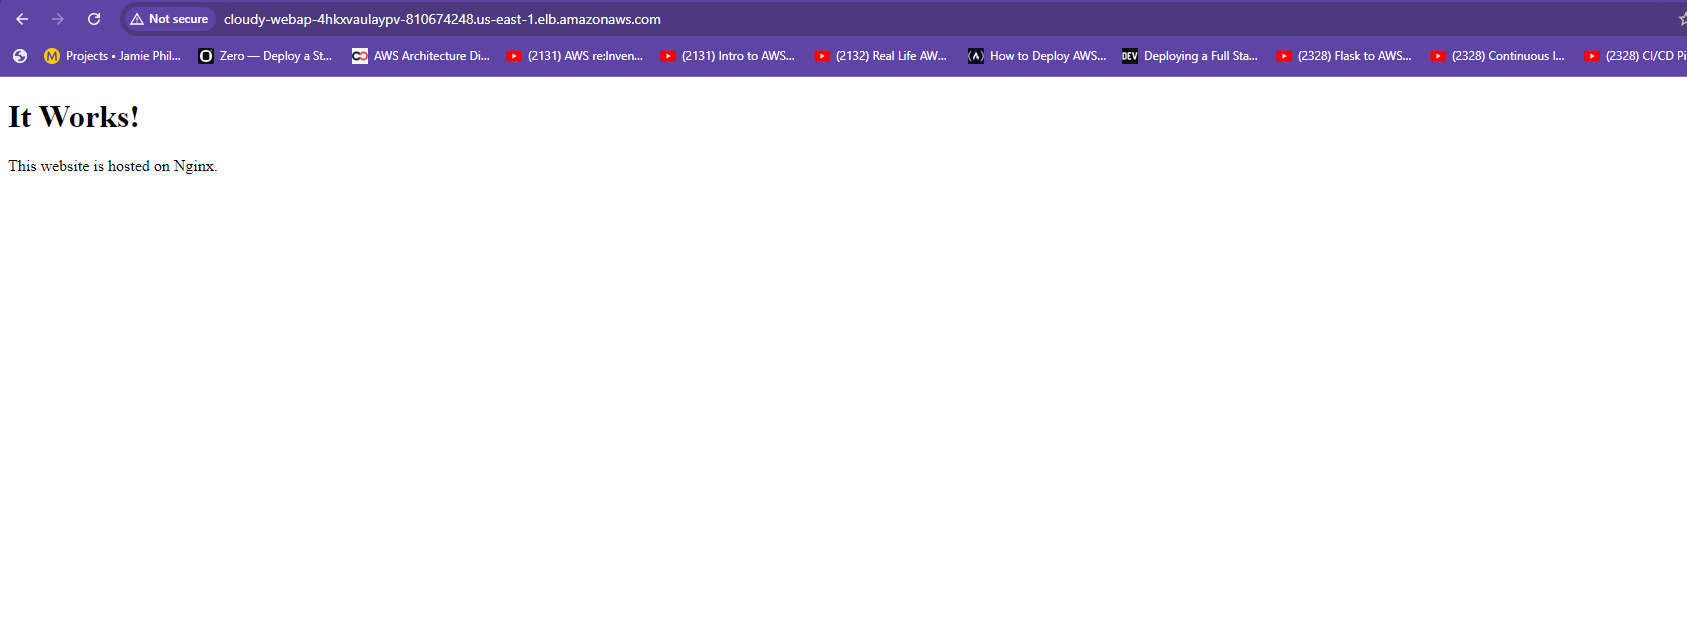 Not secure cloudy-webap-4hkxvaulaypv-810674248.us-east-1.elb.amazonaws.com
M Projects • Jamie Phil... Zero — Deploy a St... AWS Architecture Di... (2131) AWS re:Inven... (2131) Intro to AWS... (2132) Real Life AW... How to Deploy AWS... DEV Deploying a Full Sta... (2328) Flask to AWS... (2328) Continuous I... (2328) CI/CD Pi
It Works!
This website is hosted on Nginx.